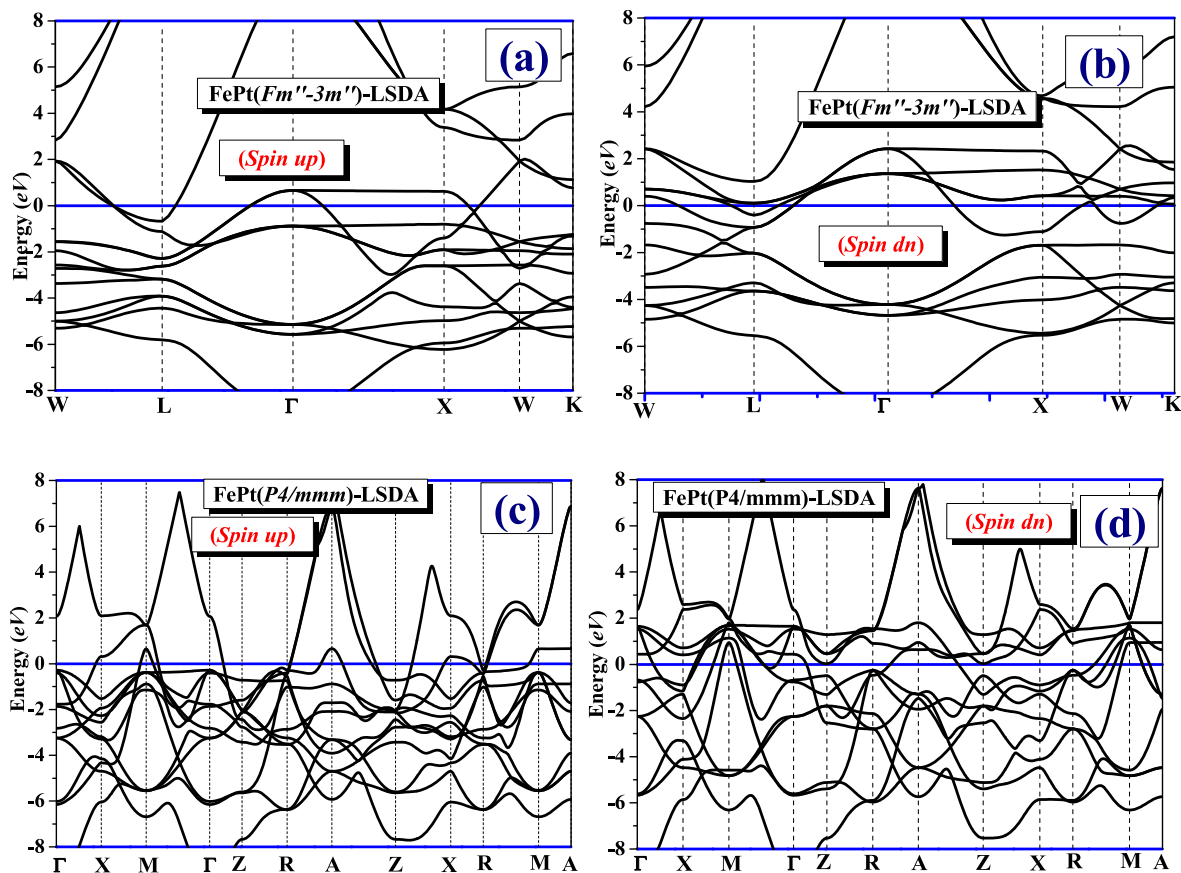 8
6
4
2
0
-2
-4
-6
-8
Energy (eV)
(a)
FePt(Fm"-3m")-LSDA
(Spin up)
W L Γ X W K
8
6
4
2
0
-2
-4
-6
-8
Energy (eV)
(b)
FePt(Fm"-3m")-LSDA
(Spin dn)
W L Γ X W K
8
6
4
2
0
-2
-4
-6
-8
Energy (eV)
FePt(P4/mmm)-LSDA
(Spin up)
(c)
Γ X M Γ Z R A Z X R M A
8
6
4
2
0
-2
-4
-6
-8
Energy (eV)
FePt(P4/mmm)-LSDA
(Spin dn)
(d)
Γ X M Γ Z R A Z X R M A